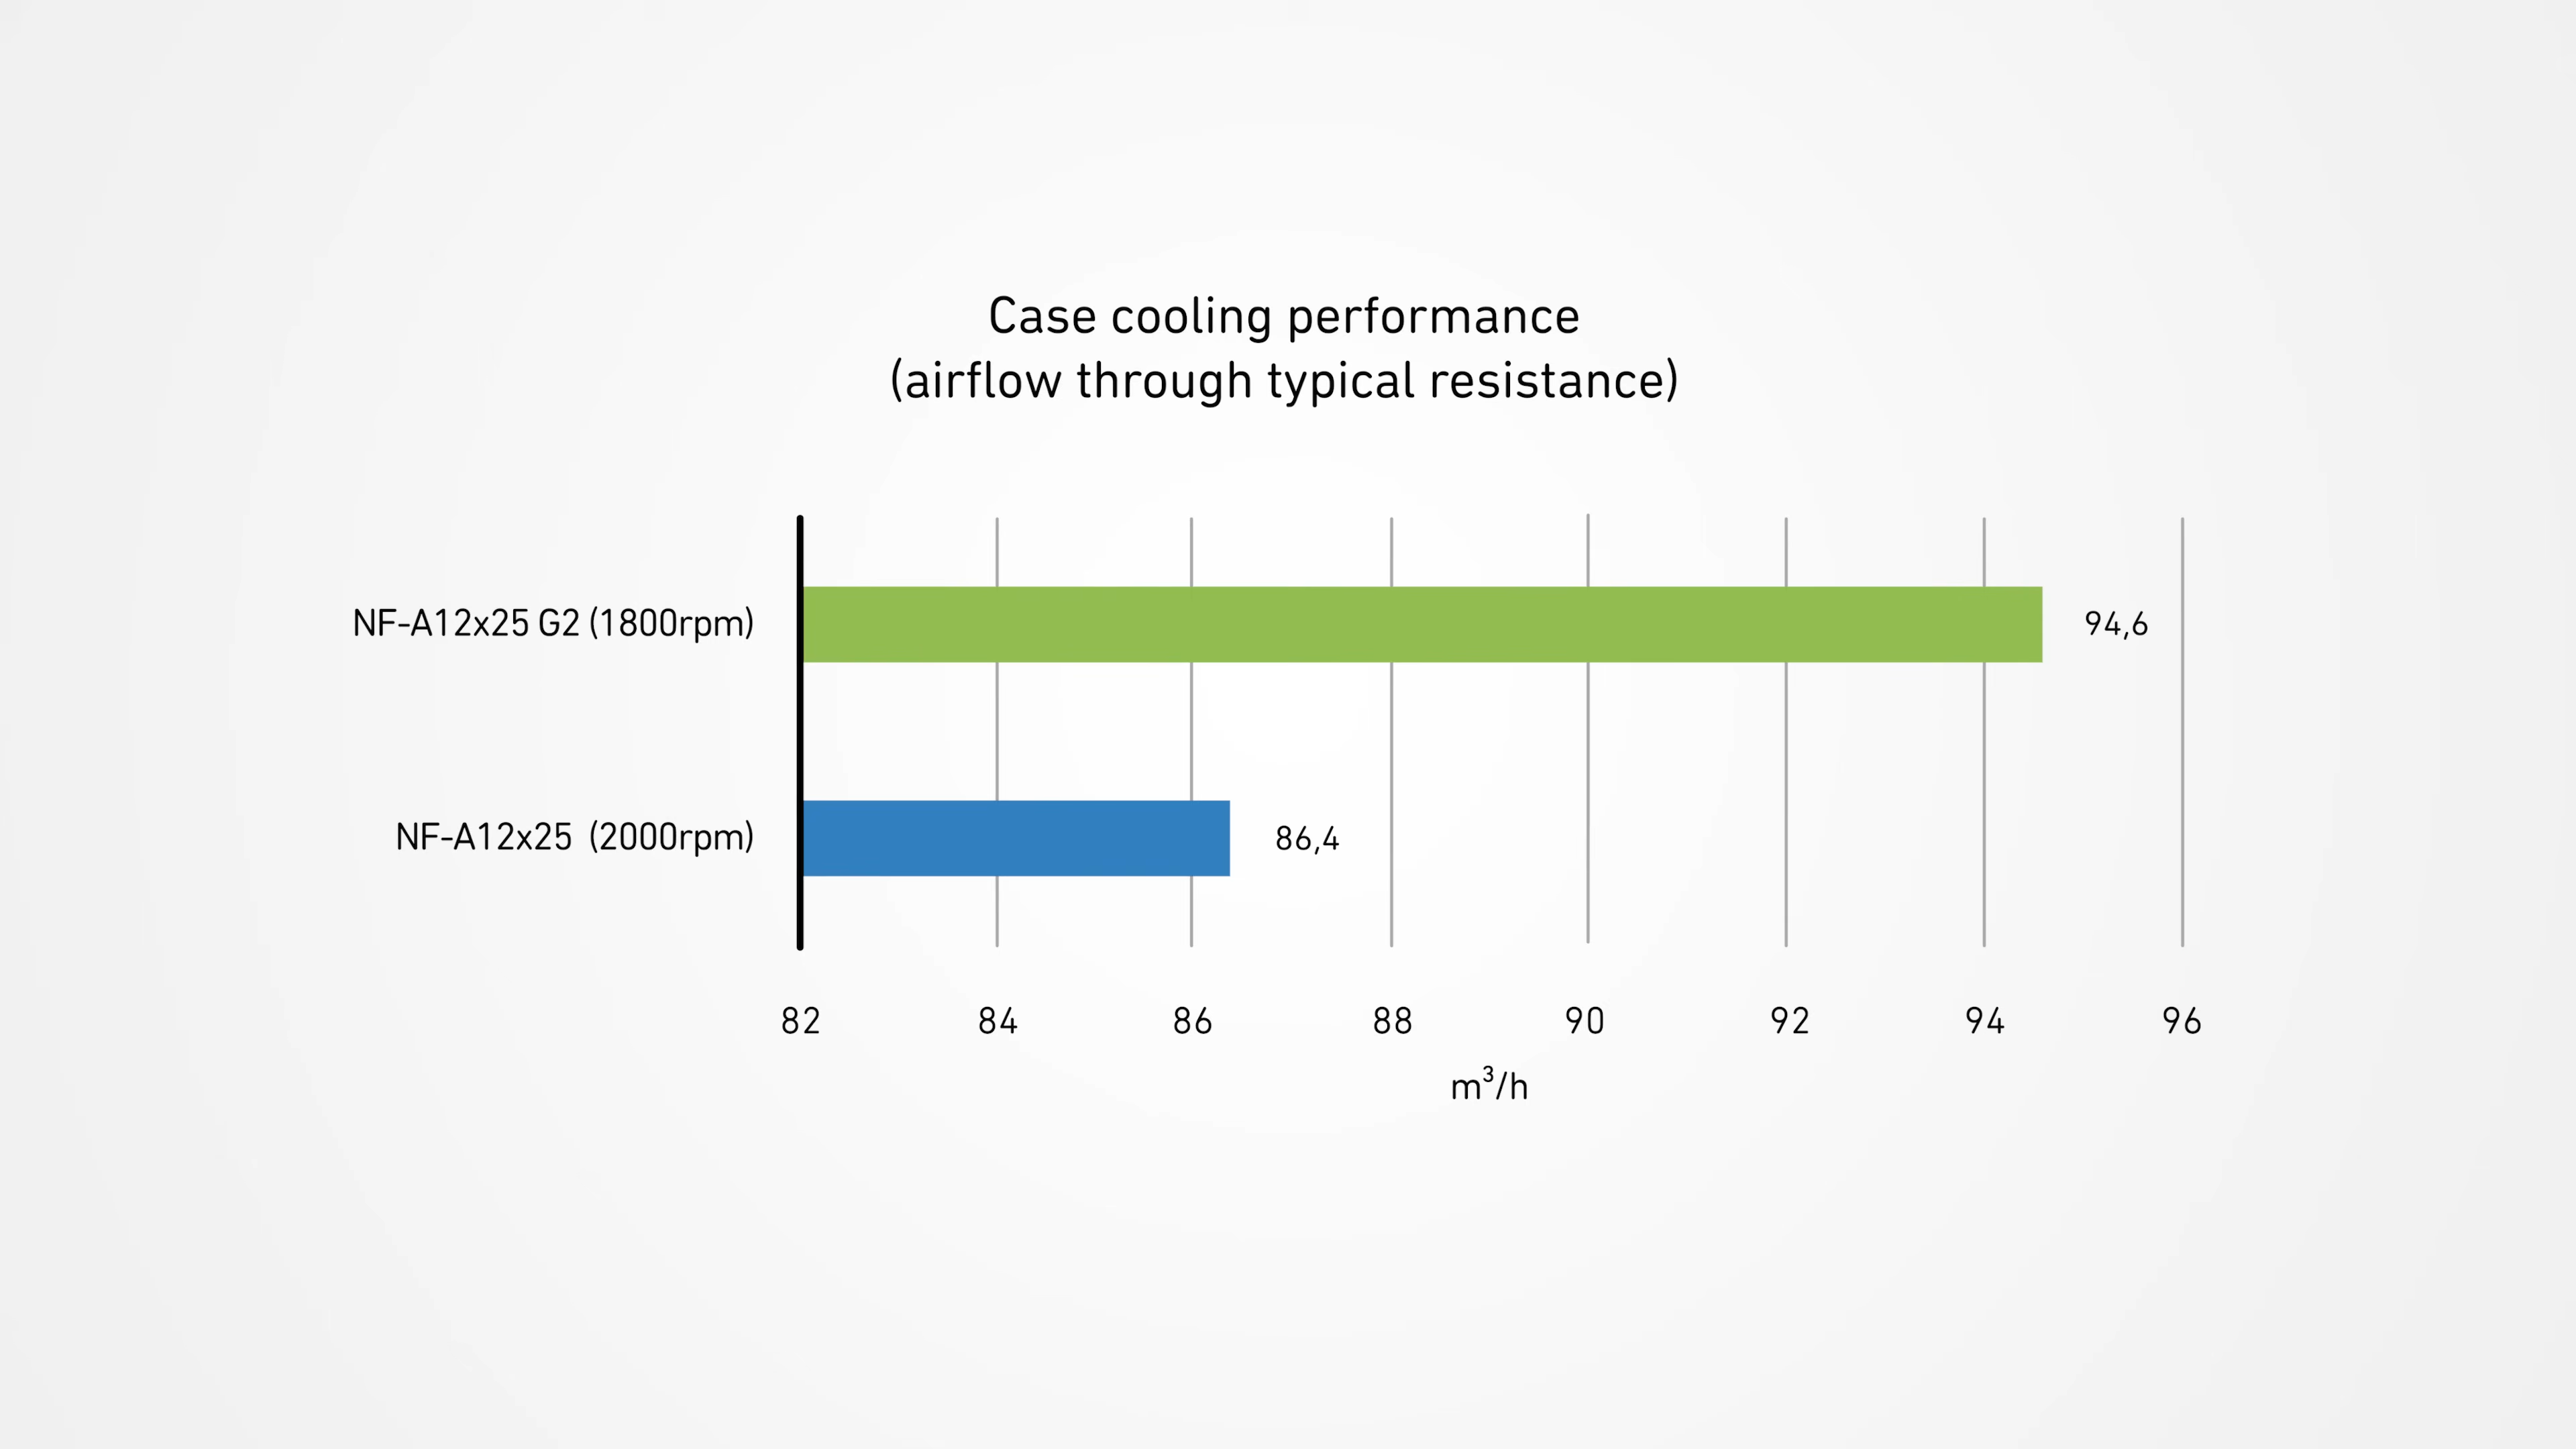 Case cooling performance
(airflow through typical resistance)
NF-A12x25 G2 (1800rpm)
94,6
NF-A12x25 (2000rpm)
86,4
82 84 86 88 90 92 94 96
m³/h